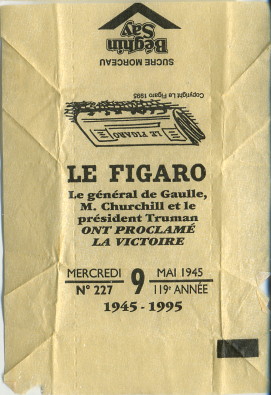 Béghin
Say
SUCRE MORCEAU
Copyright Le Figaro 1995
LE FIGARO
LE FIGARO
Le général de Gaulle,
M. Churchill et le
président Truman
ONT PROCLAMÉ
LA VICTOIRE
MERCREDI 9 MAI 1945
N° 227 119e ANNÉE
1945 - 1995